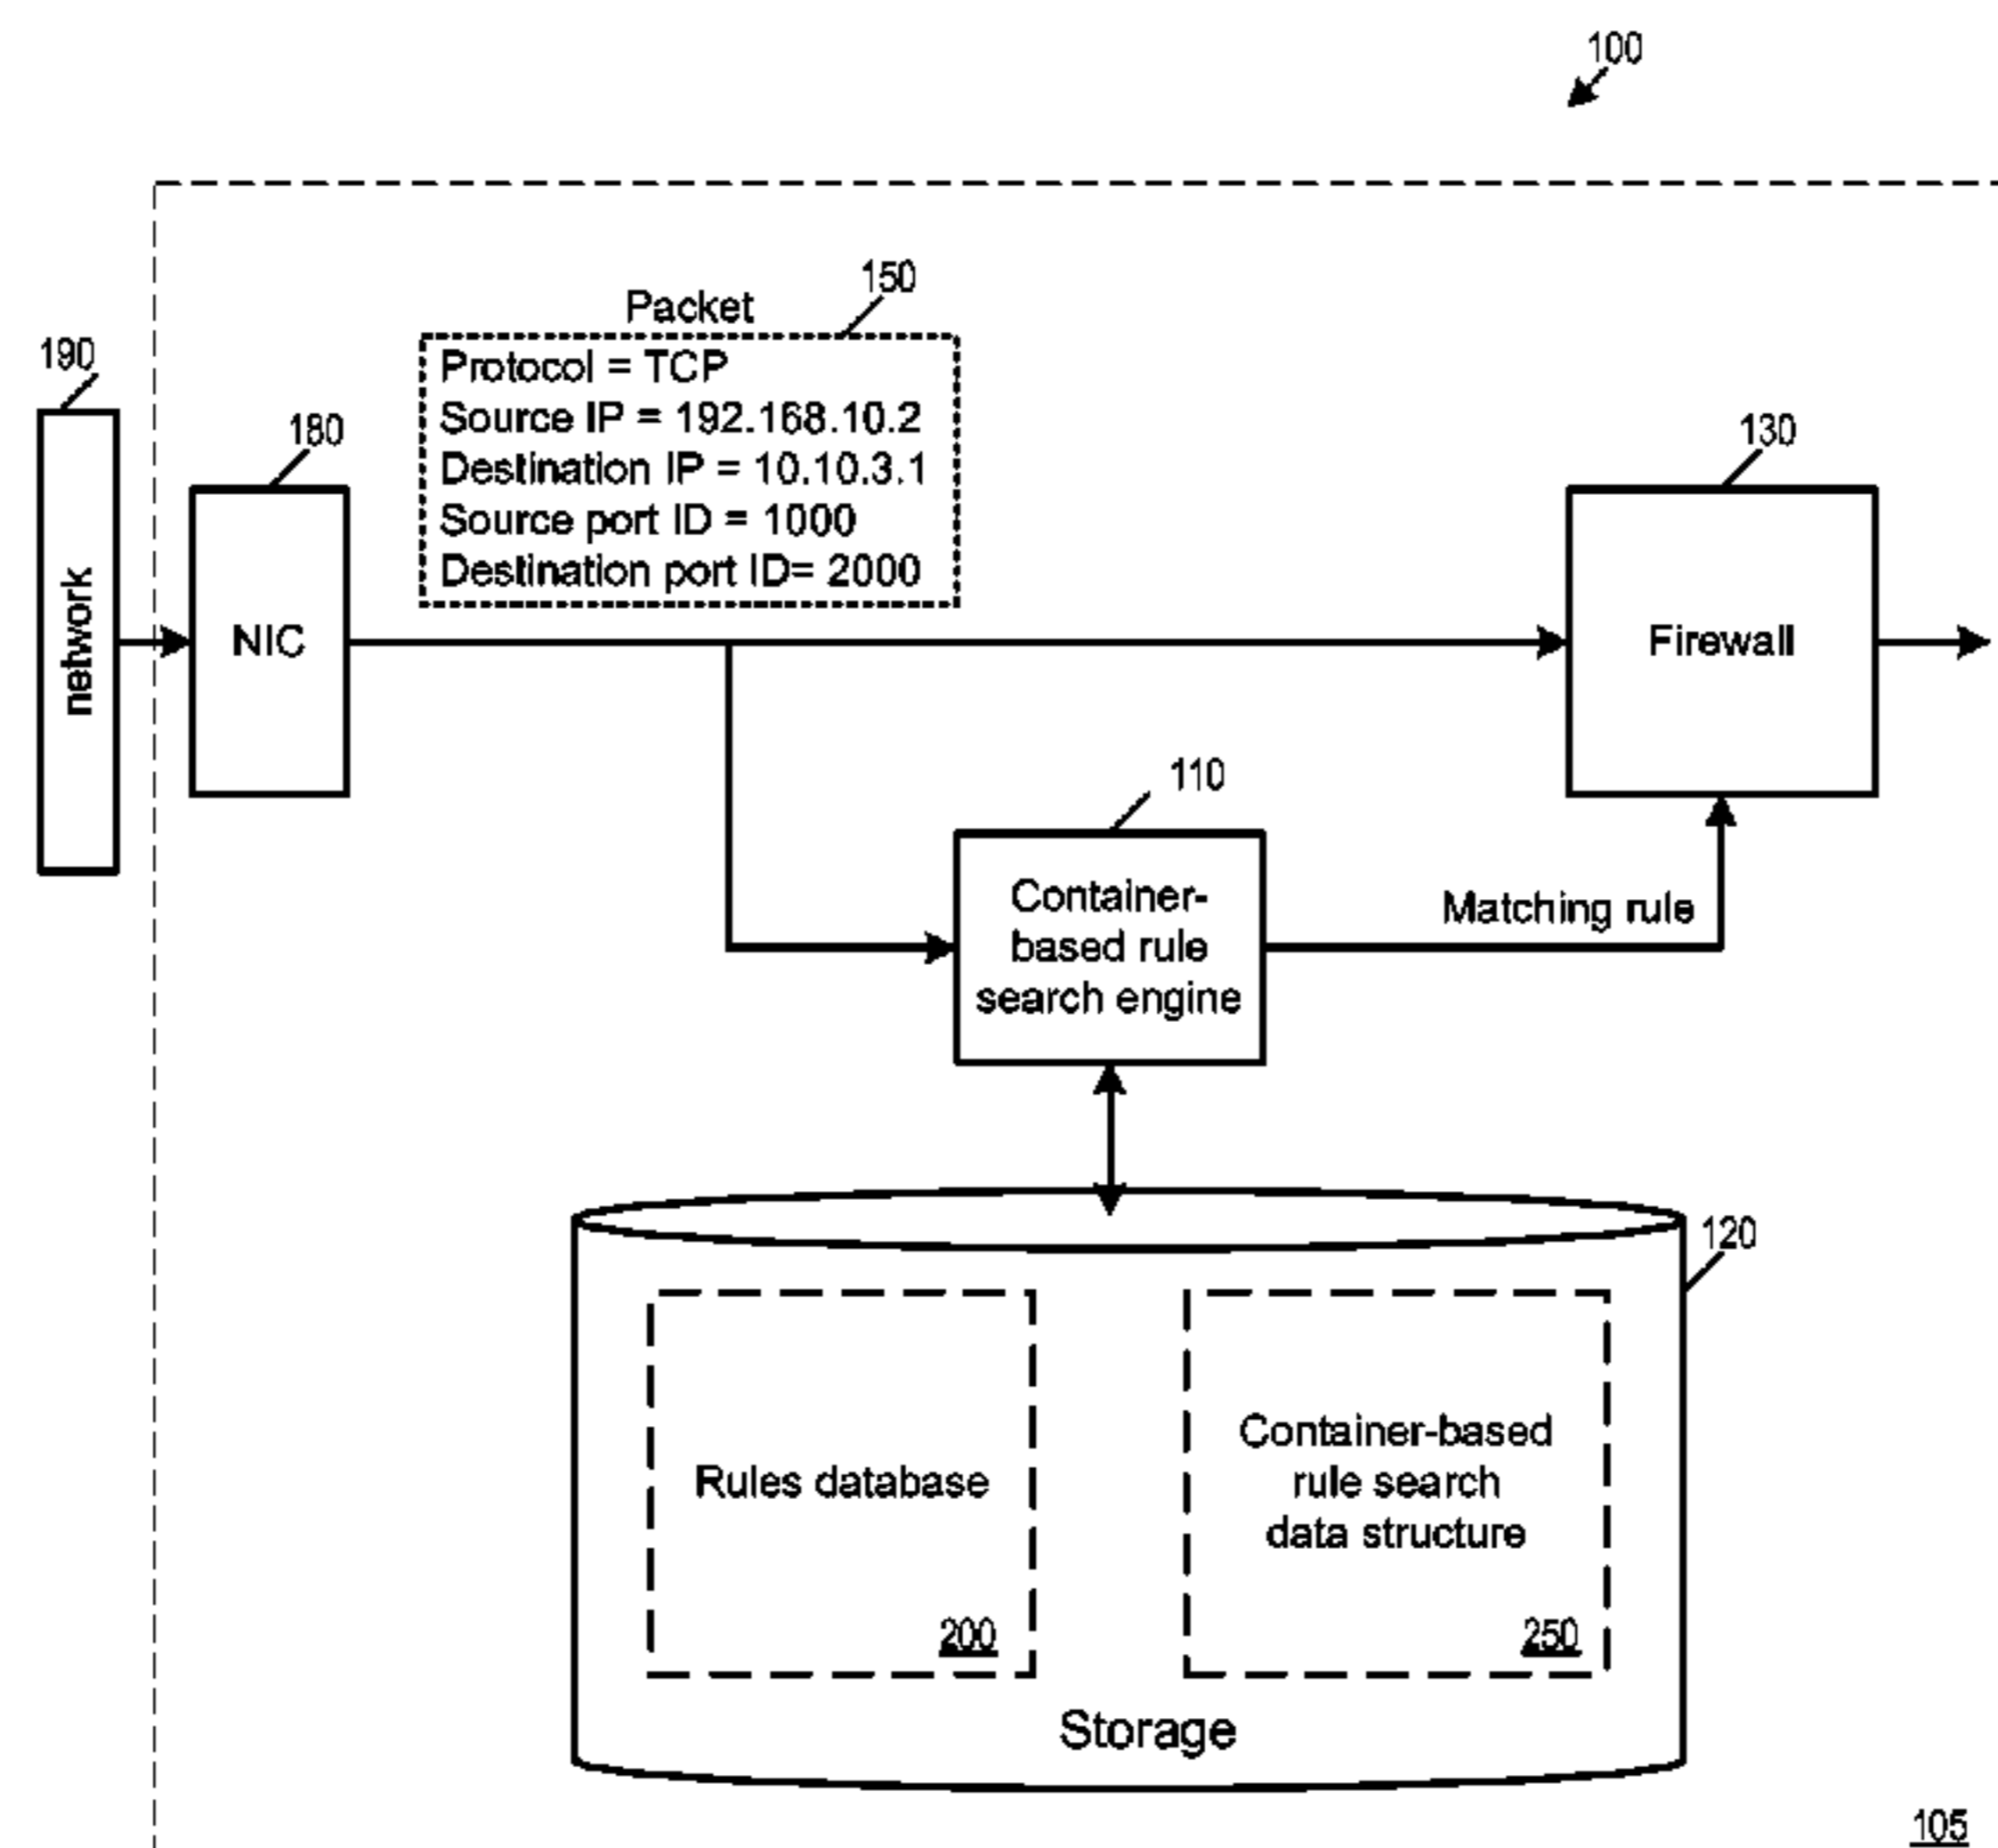 100
Packet
150
Protocol = TCP
Source IP = 192.168.10.2
Destination IP = 10.10.3.1
Source port ID = 1000
Destination port ID= 2000
190
network
180
NIC
130
Firewall
110
Container-
based rule
search engine
Matching rule
120
Rules database
200
Container-based
rule search
data structure
250
Storage
105